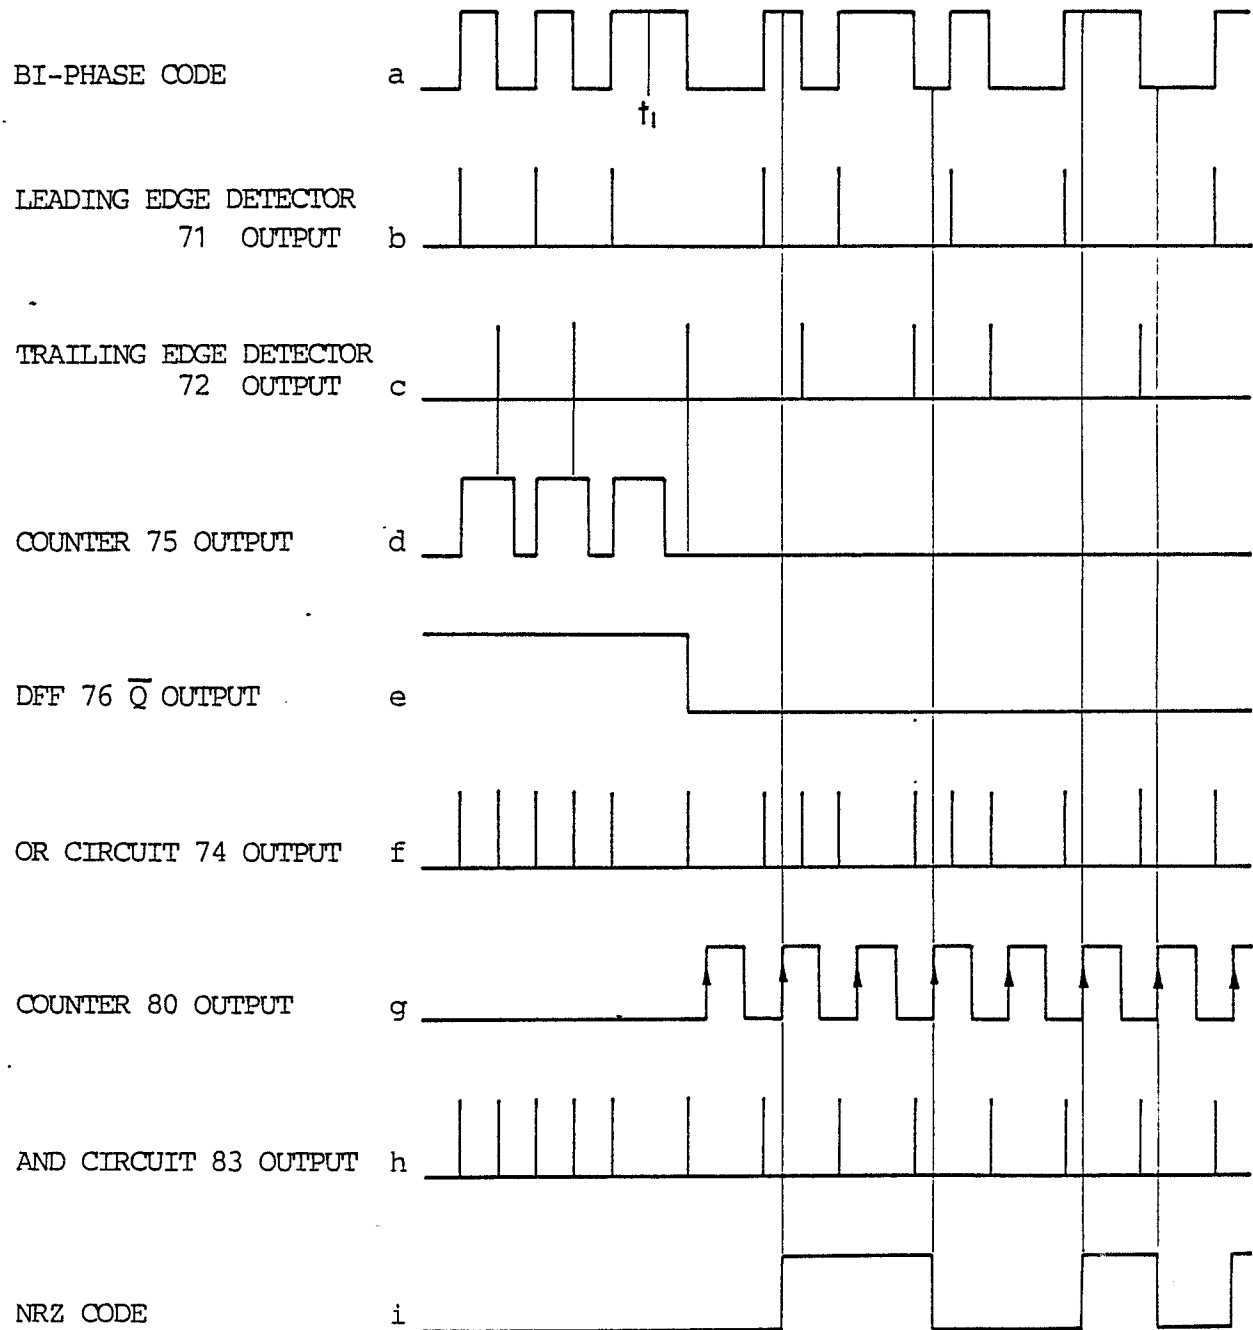 BI-PHASE CODE a
t1
LEADING EDGE DETECTOR
71 OUTPUT b
TRAILING EDGE DETECTOR
72 OUTPUT c
COUNTER 75 OUTPUT d
DFF 76 Q̅ OUTPUT e
OR CIRCUIT 74 OUTPUT f
COUNTER 80 OUTPUT g
AND CIRCUIT 83 OUTPUT h
NRZ CODE i